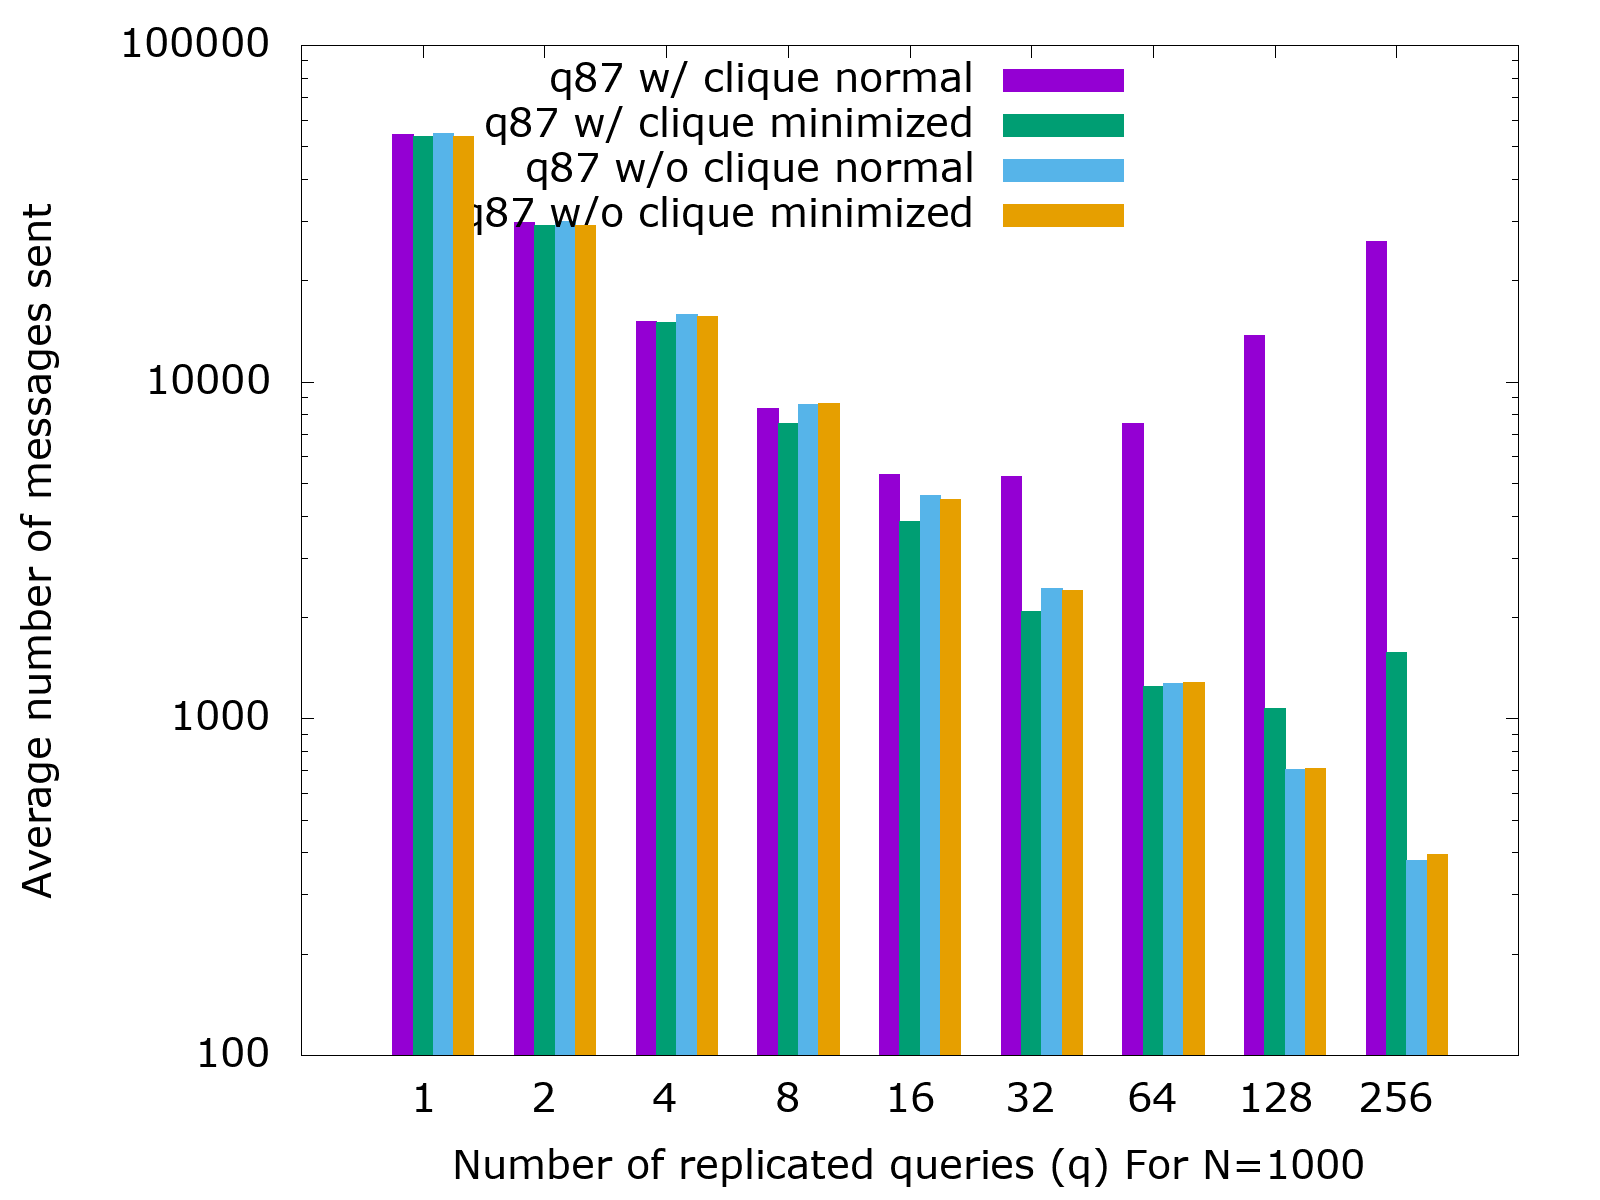 100000
10000
1000
100
Average number of messages sent
q87 w/ clique normal
q87 w/ clique minimized
q87 w/o clique normal
q87 w/o clique minimized
1 2 4 8 16 32 64 128 256
Number of replicated queries (q) For N=1000